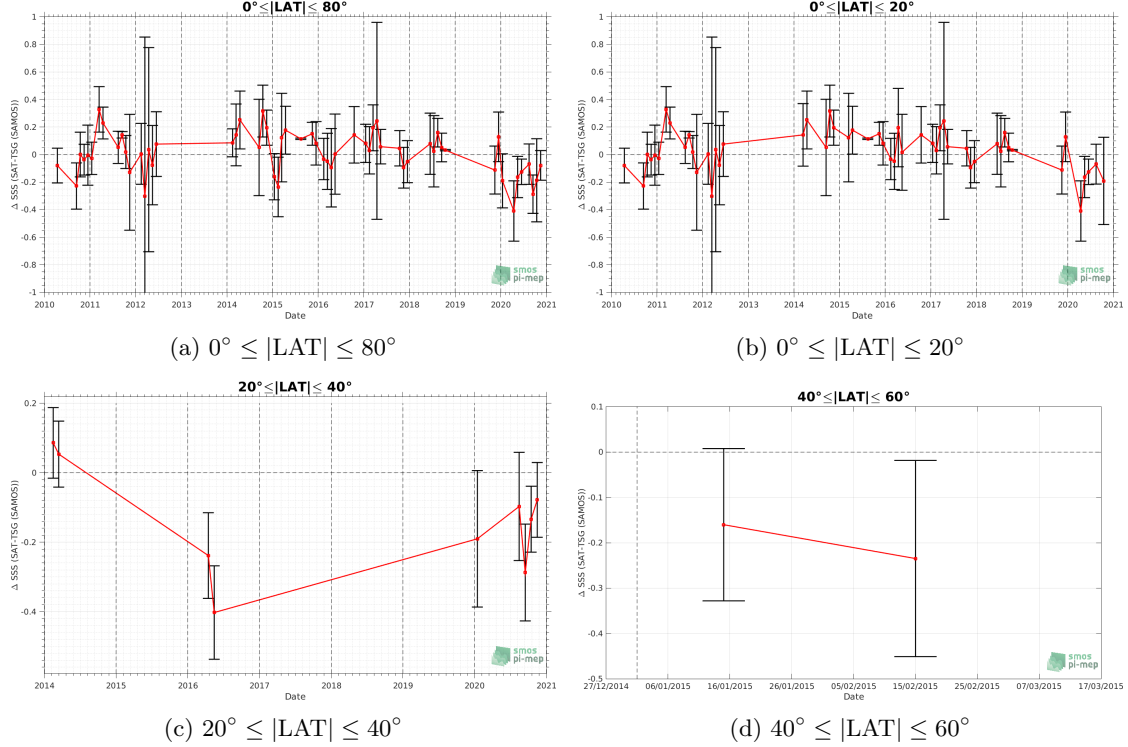 0°≤|LAT|≤ 80°
1
0.8
0.6
0.4
0.2
0
-0.2
-0.4
-0.6
-0.8
-1
Δ SSS (SAT-TSG (SAMOS))
2010 2011 2012 2013 2014 2015 2016 2017 2018 2019 2020 2021
Date
smos
pi-mep
(a) 0° ≤ |LAT| ≤ 80°
0°≤|LAT|≤ 20°
1
0.8
0.6
0.4
0.2
0
-0.2
-0.4
-0.6
-0.8
-1
Δ SSS (SAT-TSG (SAMOS))
2010 2011 2012 2013 2014 2015 2016 2017 2018 2019 2020 2021
Date
smos
pi-mep
(b) 0° ≤ |LAT| ≤ 20°
20°≤|LAT|≤ 40°
0.2
0
-0.2
-0.4
Δ SSS (SAT-TSG (SAMOS))
2014 2015 2016 2017 2018 2019 2020 2021
Date
smos
pi-mep
(c) 20° ≤ |LAT| ≤ 40°
40°≤|LAT|≤ 60°
0.1
0
-0.1
-0.2
-0.3
-0.4
-0.5
Δ SSS (SAT-TSG (SAMOS))
27/12/2014 06/01/2015 16/01/2015 26/01/2015 05/02/2015 15/02/2015 25/02/2015 07/03/2015 17/03/2015
Date
smos
pi-mep
(d) 40° ≤ |LAT| ≤ 60°